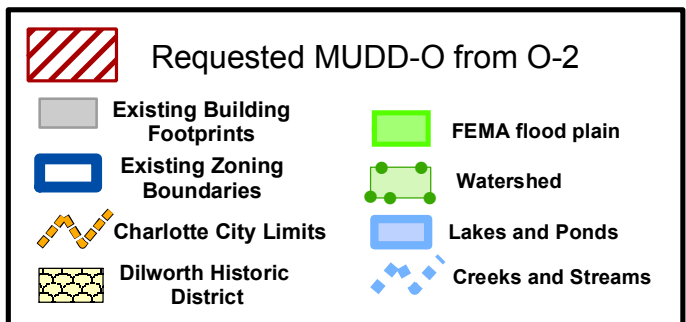 Requested MUDD-O from O-2
Existing Building
Footprints
Existing Zoning
Boundaries
Charlotte City Limits
Dilworth Historic
District
FEMA flood plain
Watershed
Lakes and Ponds
Creeks and Streams